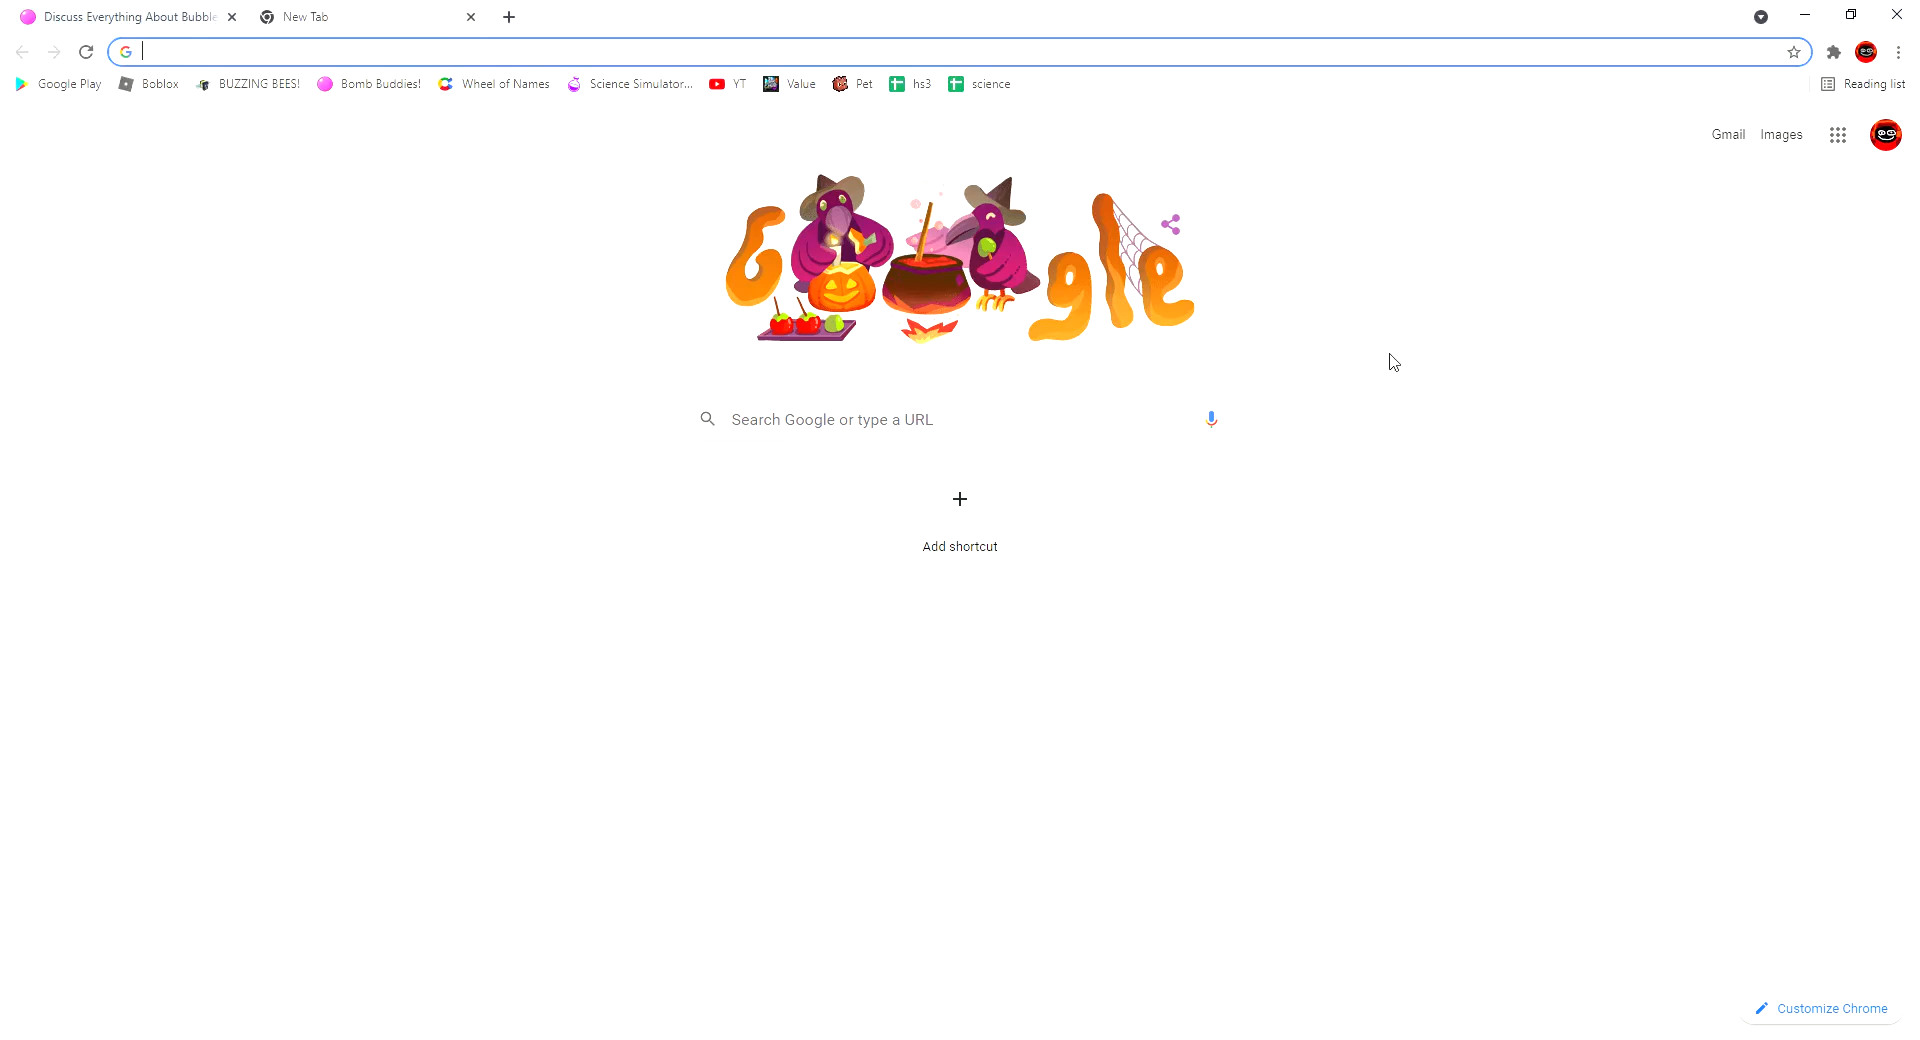 Discuss Everything About Bubble
New Tab
Google Play
Boblox
BUZZING BEES!
Bomb Buddies!
Wheel of Names
Science Simulator...
YT
Value
Pet
hs3
science
Reading list
Gmail
Images
Google
Search Google or type a URL
Add shortcut
Customize Chrome